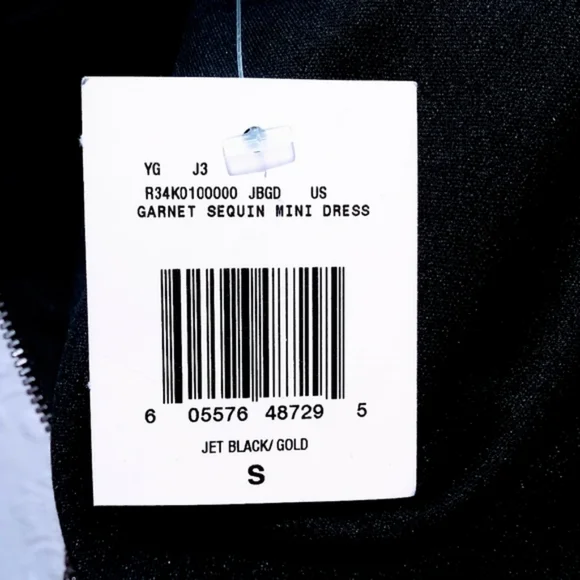 YG J3
R34K0100000 JBGD US
GARNET SEQUIN MINI DRESS
6 05576 48729 5
JET BLACK/ GOLD
S